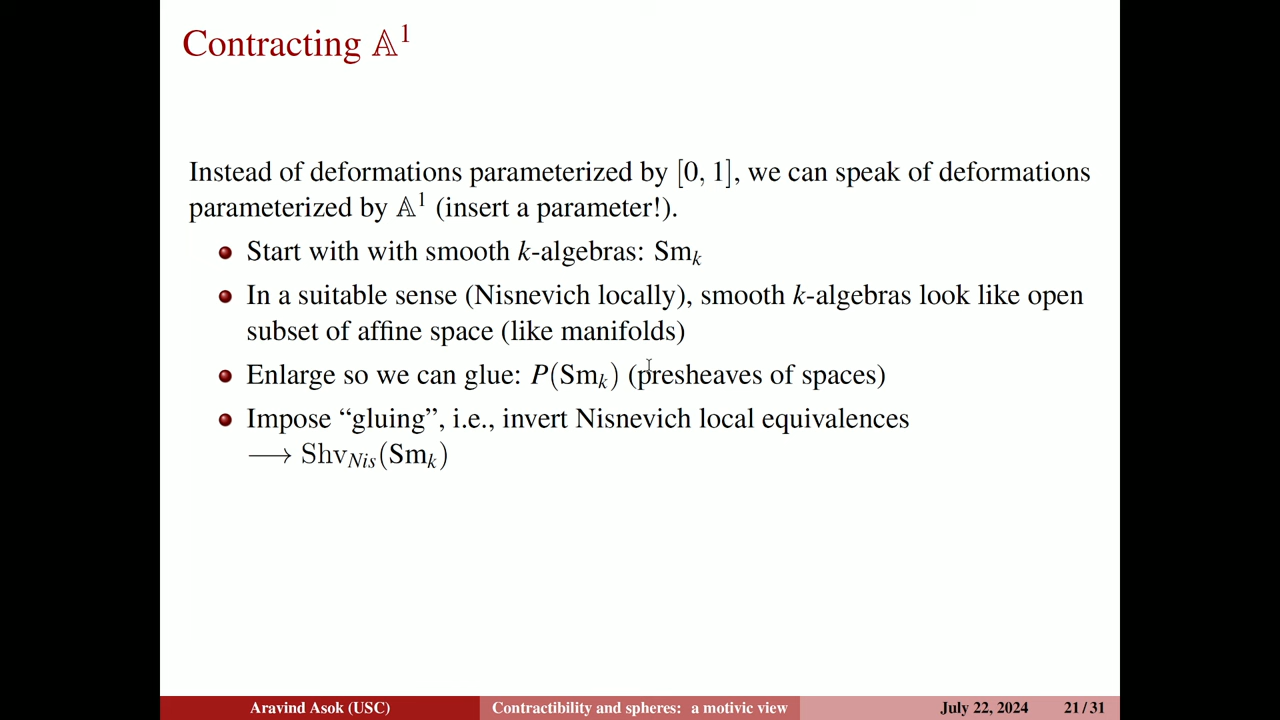 Contracting 𝔸¹
Instead of deformations parameterized by [0, 1], we can speak of deformations
parameterized by 𝔸¹ (insert a parameter!).
Start with with smooth k-algebras: Smₖ
In a suitable sense (Nisnevich locally), smooth k-algebras look like open
subset of affine space (like manifolds)
Enlarge so we can glue: P(Smₖ) (presheaves of spaces)
Impose “gluing”, i.e., invert Nisnevich local equivalences
⟶ Shv_Nis(Smₖ)
Aravind Asok (USC) Contractibility and spheres: a motivic view July 22, 2024 21 / 31